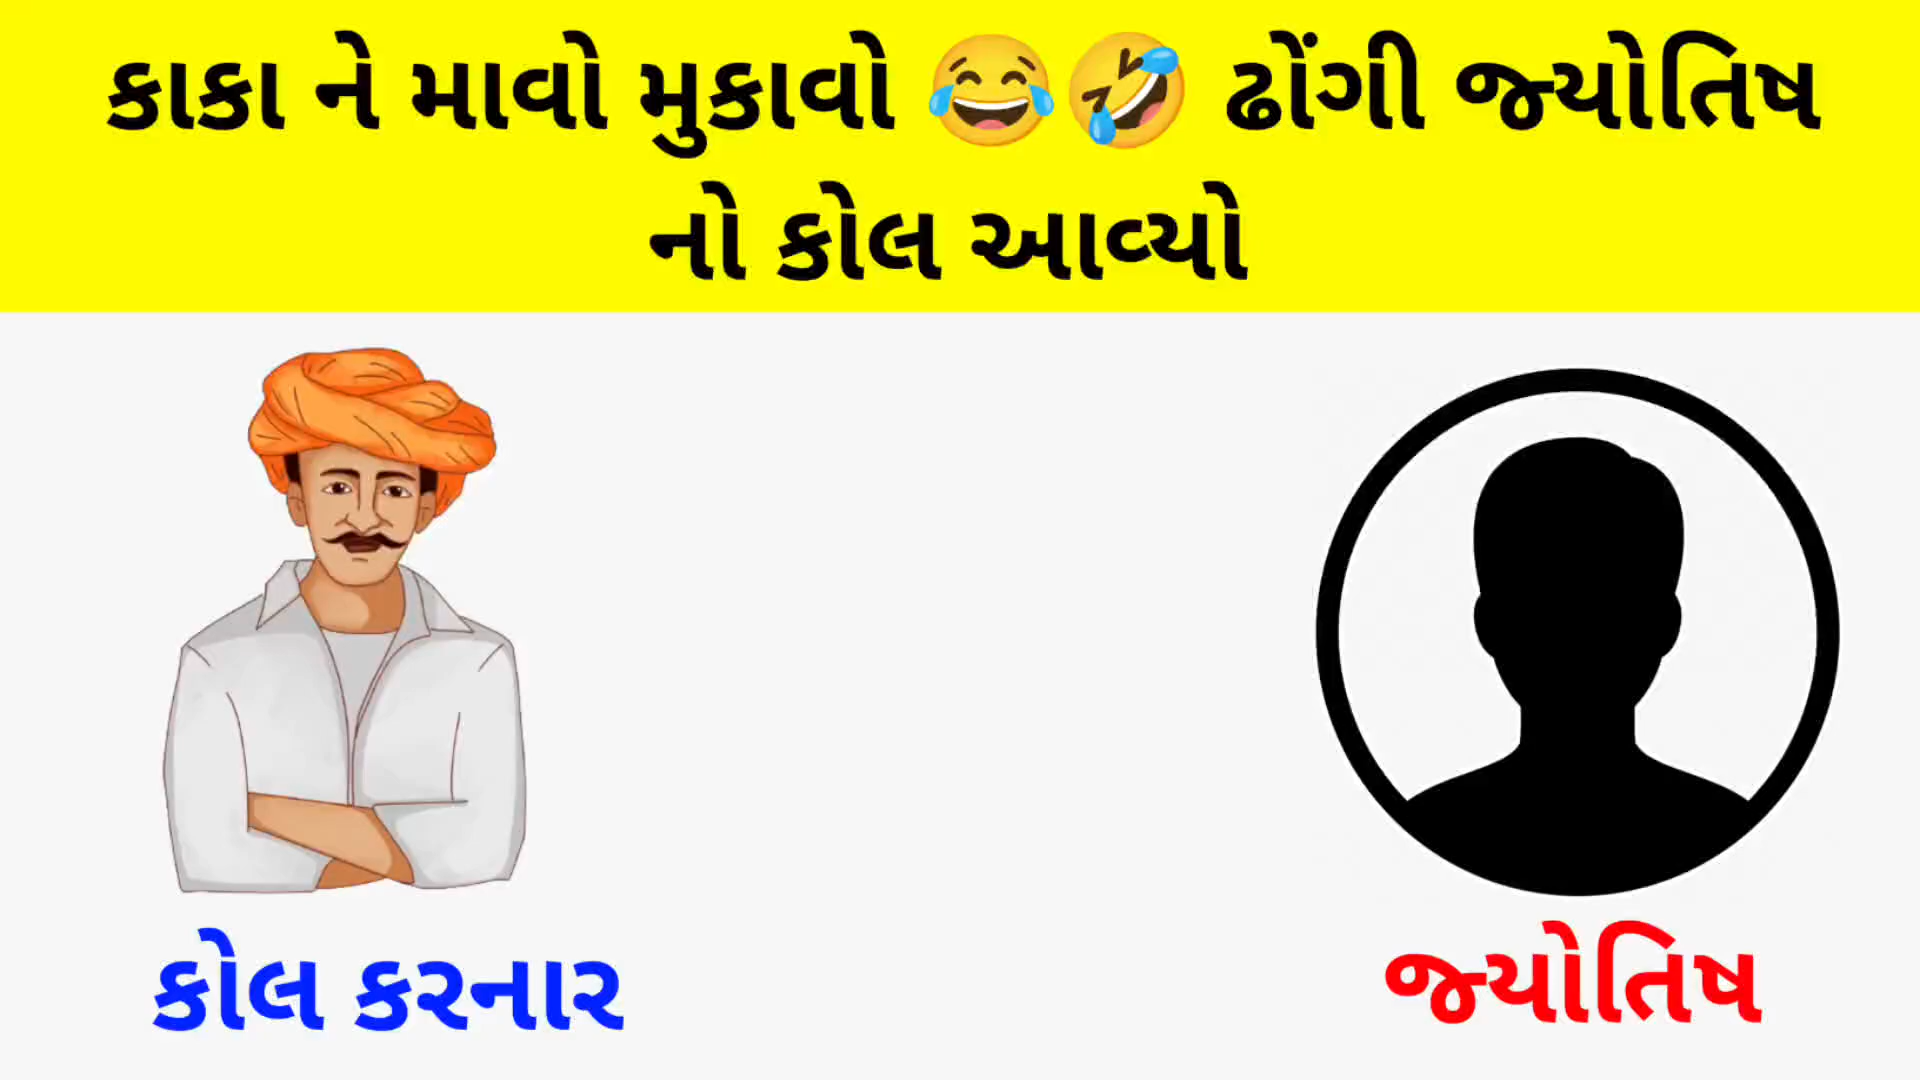 કાકા ને માવો મુકાવો 😂🤣 ઢોંગી જ્યોતિષ
નો કોલ આવ્યો
કોલ કરનાર
જ્યોતિષ